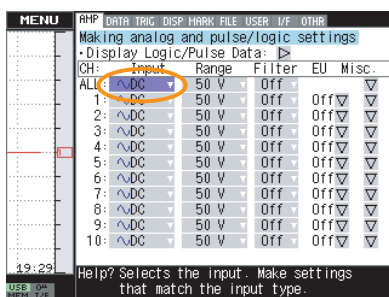 MENU
AMP DATA TRIG DISP MARK FILE USER I/F OTHR
Making analog and pulse/logic settings
・Display Logic/Pulse Data: ▷
CH: Input Range Filter EU Misc.
ALL: ∿DC 50 V Off
1: ∿DC 50 V Off Off
2: ∿DC 50 V Off Off
3: ∿DC 50 V Off Off
4: ∿DC 50 V Off Off
5: ∿DC 50 V Off Off
6: ∿DC 50 V Off Off
7: ∿DC 50 V Off Off
8: ∿DC 50 V Off Off
9: ∿DC 50 V Off Off
10: ∿DC 50 V Off Off
19:29
Help? Selects the input. Make settings
that match the input type.
USB